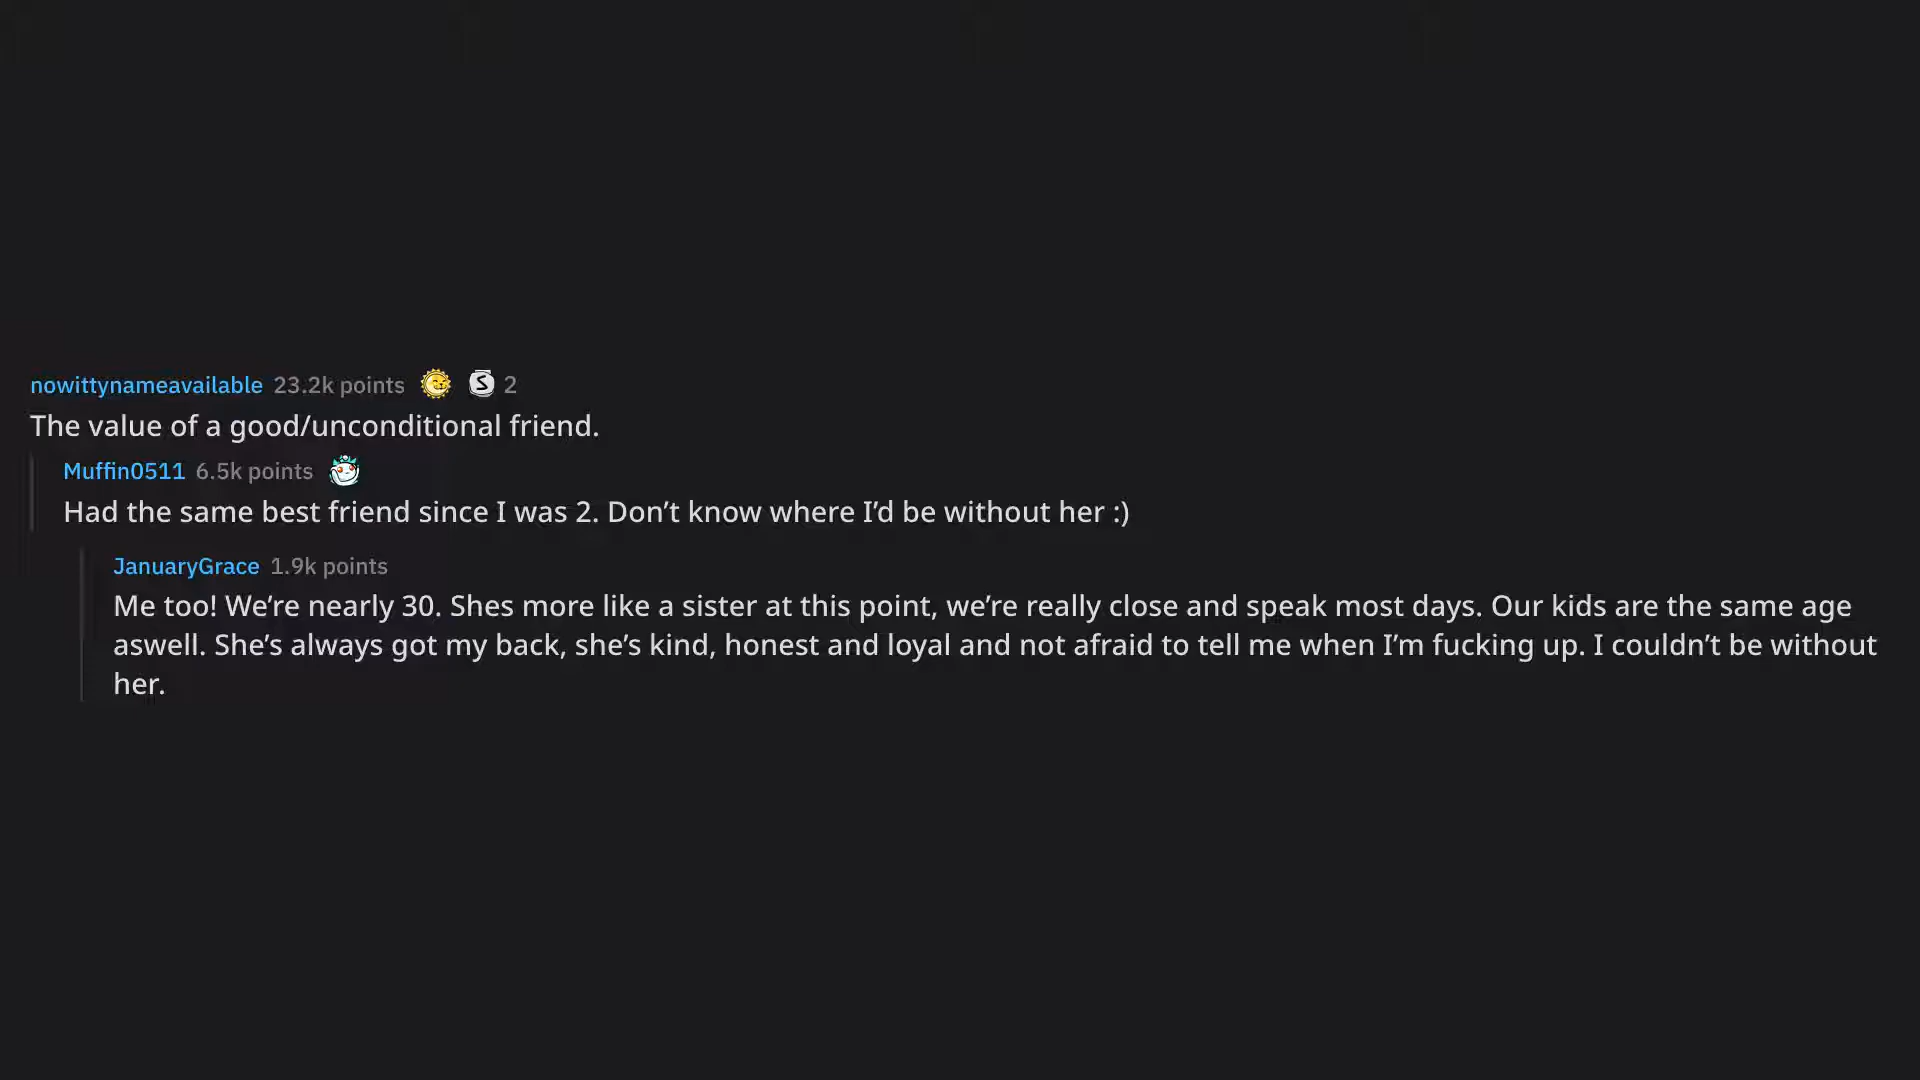 nowittynameavailable 23.2k points S 2
The value of a good/unconditional friend.
Muffin0511 6.5k points
Had the same best friend since I was 2. Don’t know where I’d be without her :)
JanuaryGrace 1.9k points
Me too! We’re nearly 30. Shes more like a sister at this point, we’re really close and speak most days. Our kids are the same age
aswell. She’s always got my back, she’s kind, honest and loyal and not afraid to tell me when I’m fucking up. I couldn’t be without
her.